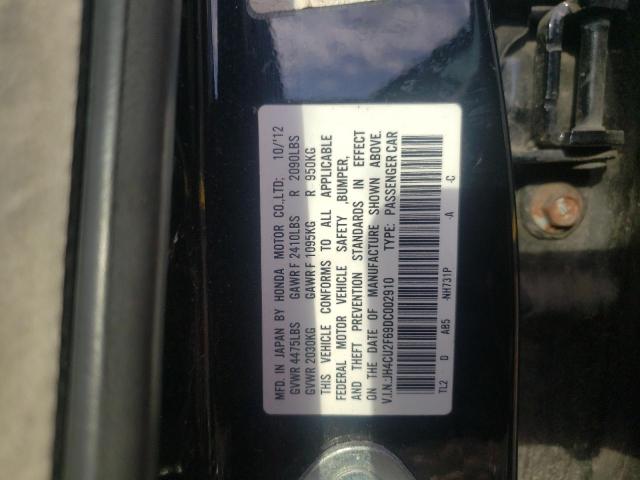 MFD. IN JAPAN BY HONDA MOTOR CO.,LTD; 10/'12
GVWR 4475LBS GAWR F 2410LBS R 2090LBS
GVWR 2030KG GAWR F 1095KG R 950KG
THIS VEHICLE CONFORMS TO ALL APPLICABLE
FEDERAL MOTOR VEHICLE SAFETY ,BUMPER,
AND THEFT PREVENTION STANDARDS IN EFFECT
ON THE DATE OF MANUFACTURE SHOWN ABOVE.
V.I.N.:JH4CU2F69DC002910 TYPE: PASSENGER CAR
TL2 D AB5 -NH731P -A -C